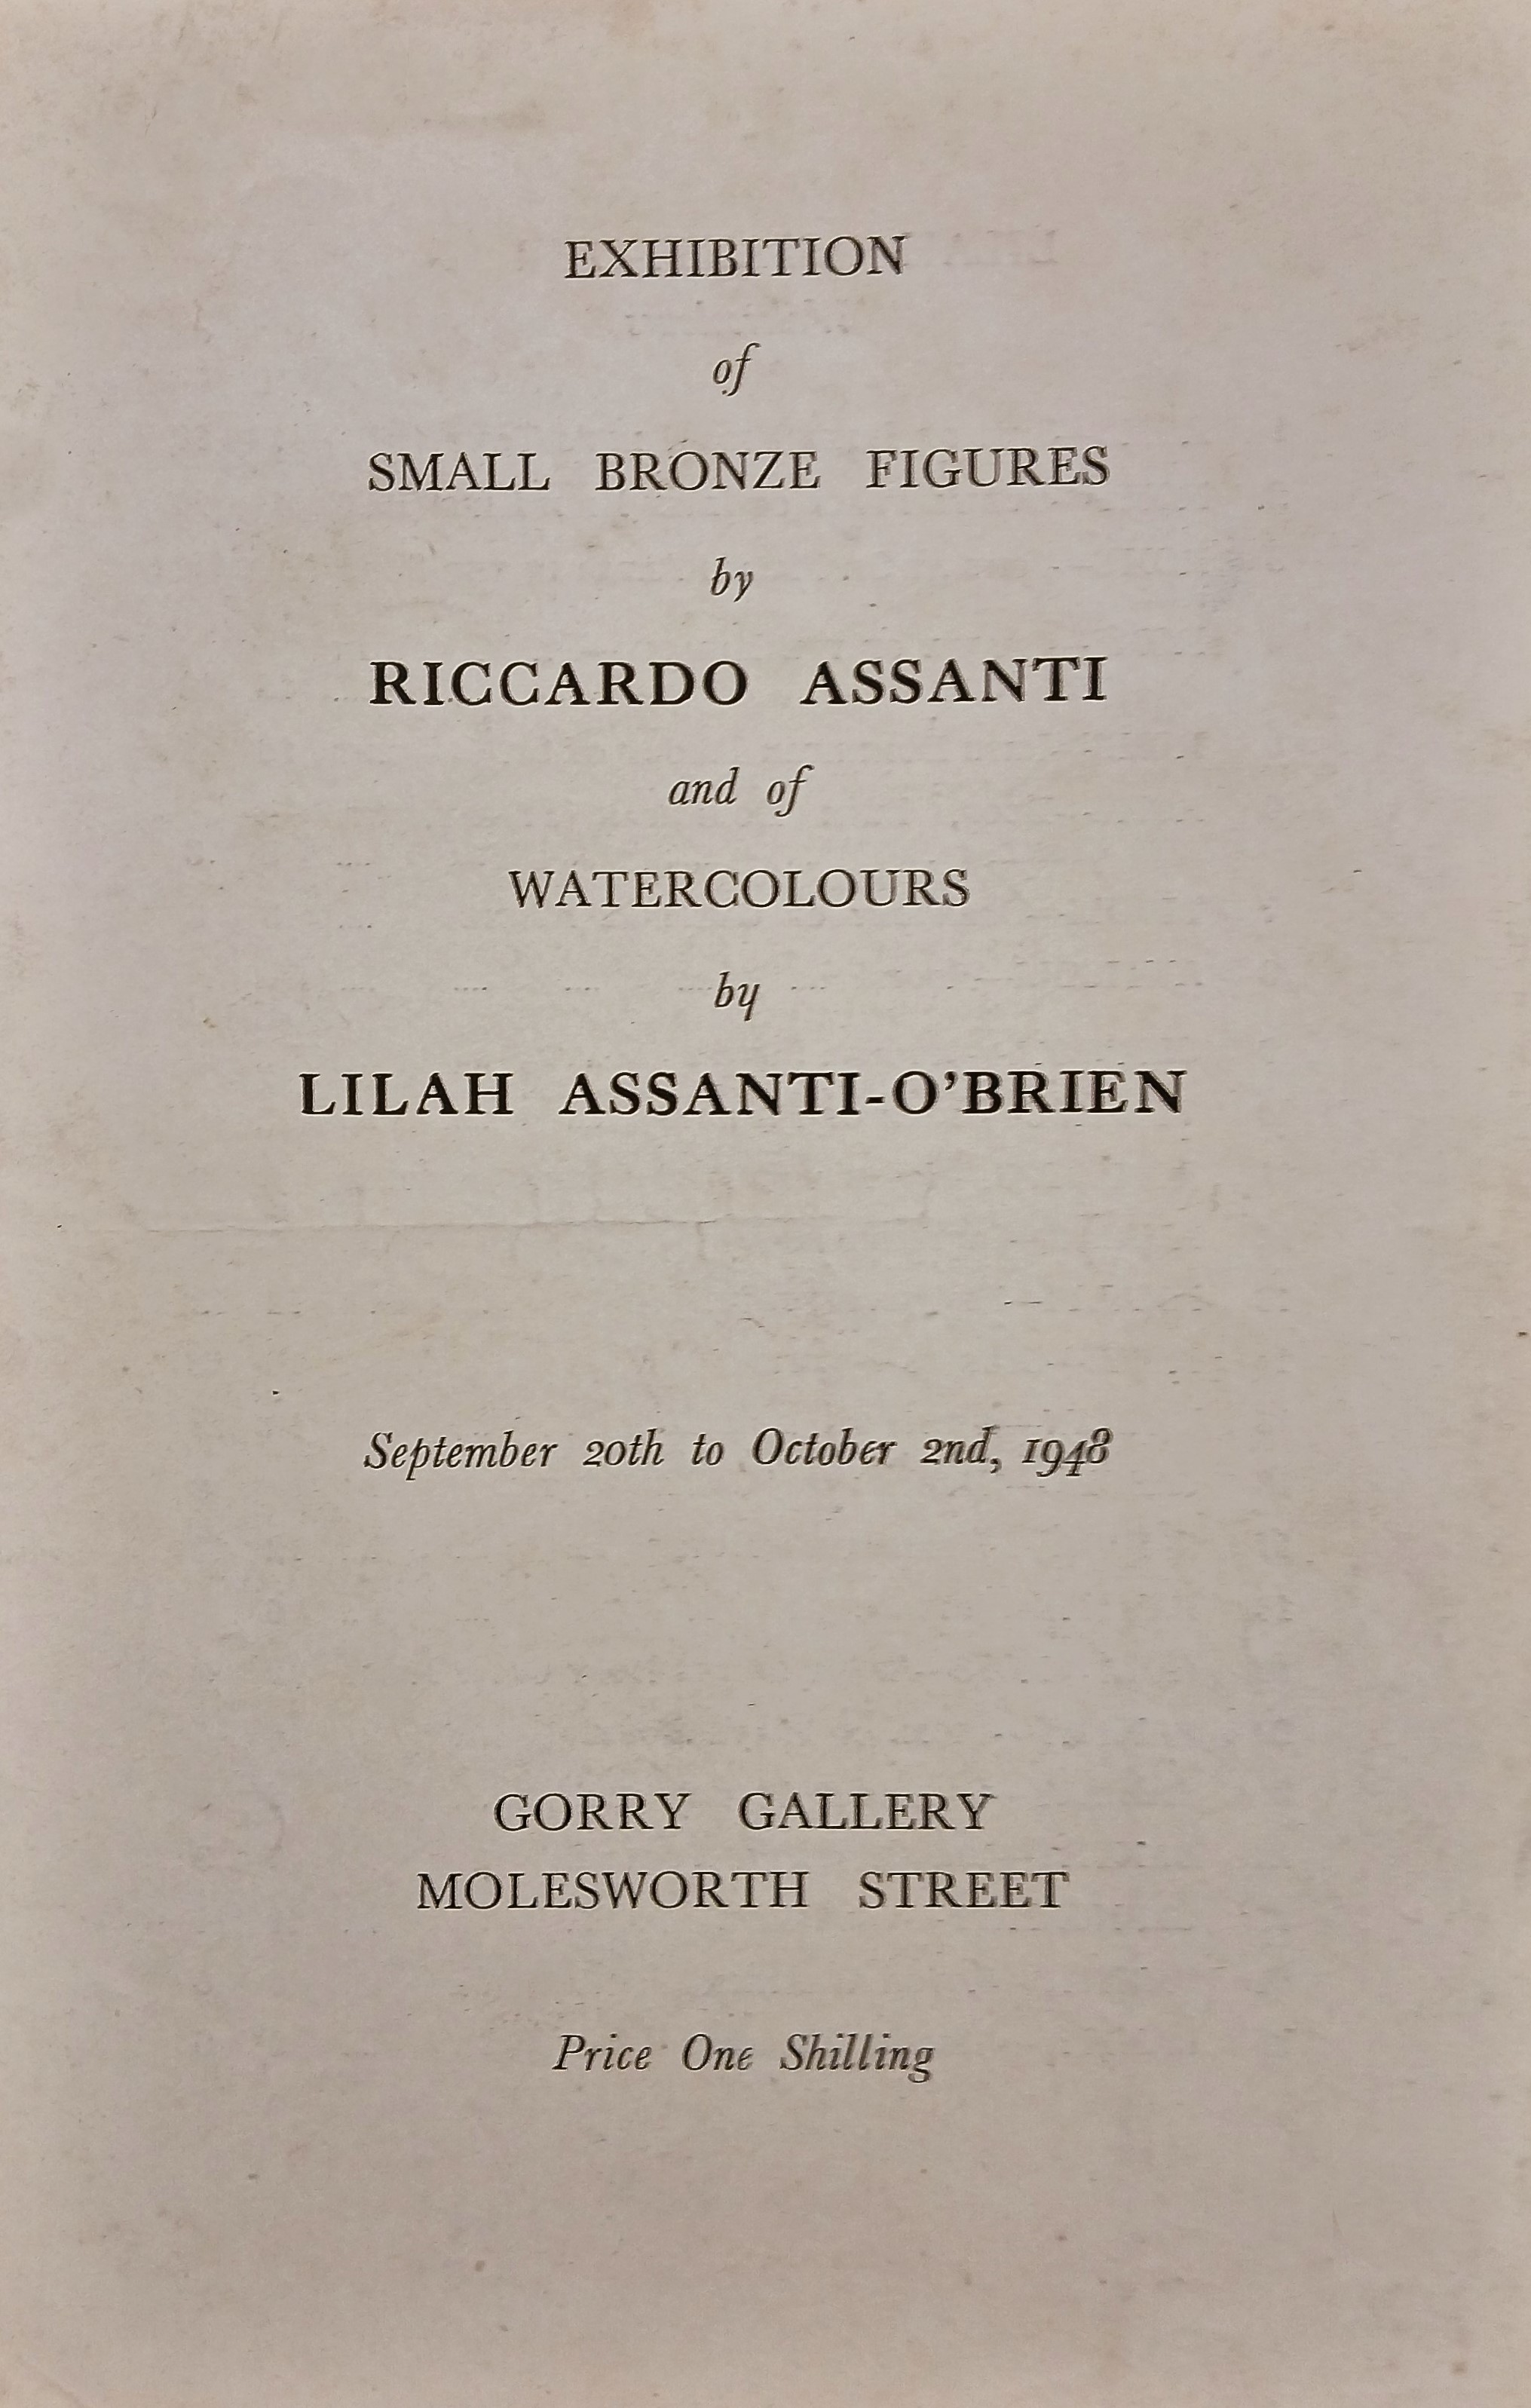 EXHIBITION
of
SMALL BRONZE FIGURES
by
RICCARDO ASSANTI
and of
WATERCOLOURS
by
LILAH ASSANTI-O’BRIEN
September 20th to October 2nd, 1948
GORRY GALLERY
MOLESWORTH STREET
Price One Shilling